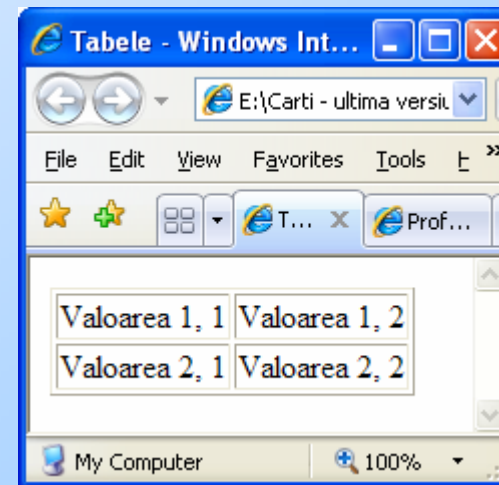 Tabele - Windows Int...
E:\Carti - ultima versiu
File Edit View Favorites Tools »
T... Prof...
Valoarea 1, 1 Valoarea 1, 2
Valoarea 2, 1 Valoarea 2, 2
My Computer 100%